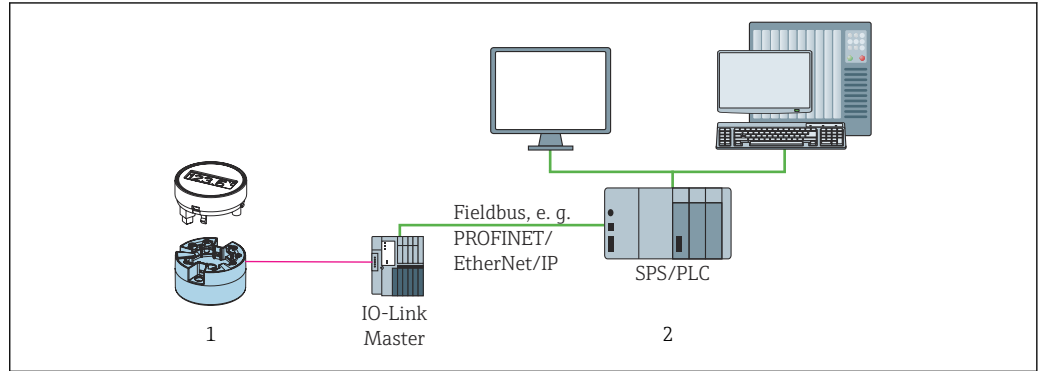 Fieldbus, e. g.
PROFINET/
EtherNet/IP
SPS/PLC
IO-Link
Master
1
2